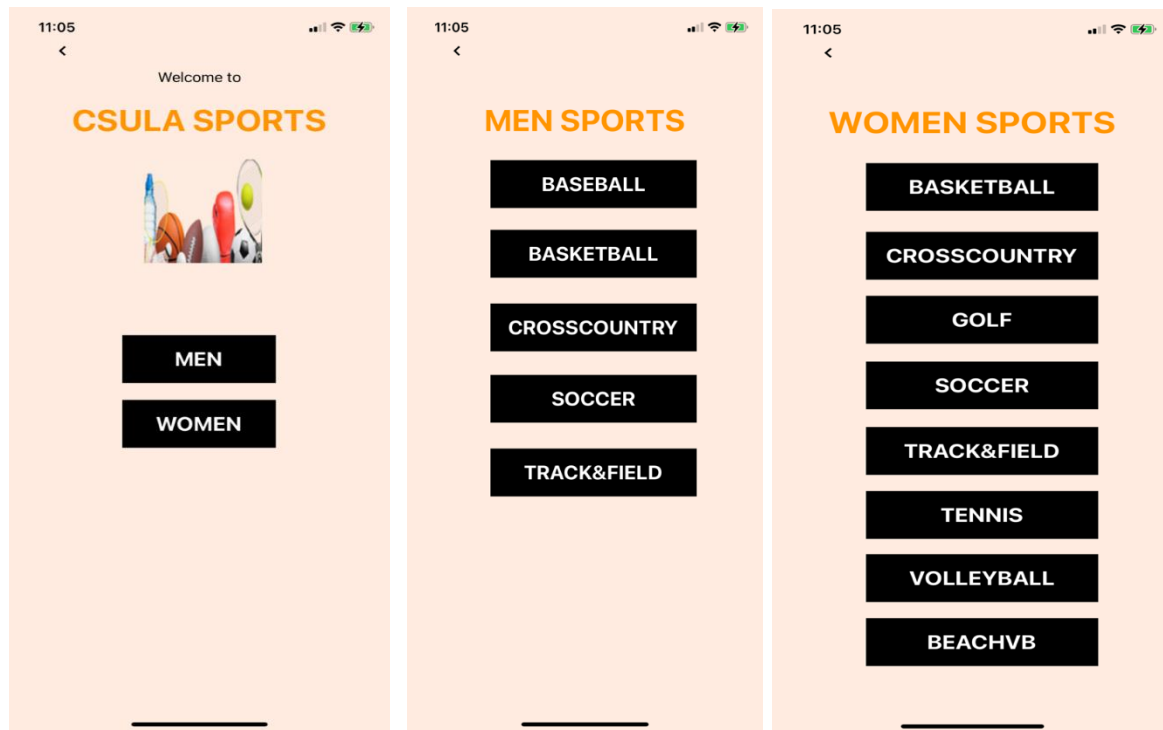 11:05
<
Welcome to
CSULA SPORTS
MEN
WOMEN
11:05
<
MEN SPORTS
BASEBALL
BASKETBALL
CROSSCOUNTRY
SOCCER
TRACK&FIELD
11:05
<
WOMEN SPORTS
BASKETBALL
CROSSCOUNTRY
GOLF
SOCCER
TRACK&FIELD
TENNIS
VOLLEYBALL
BEACHVB